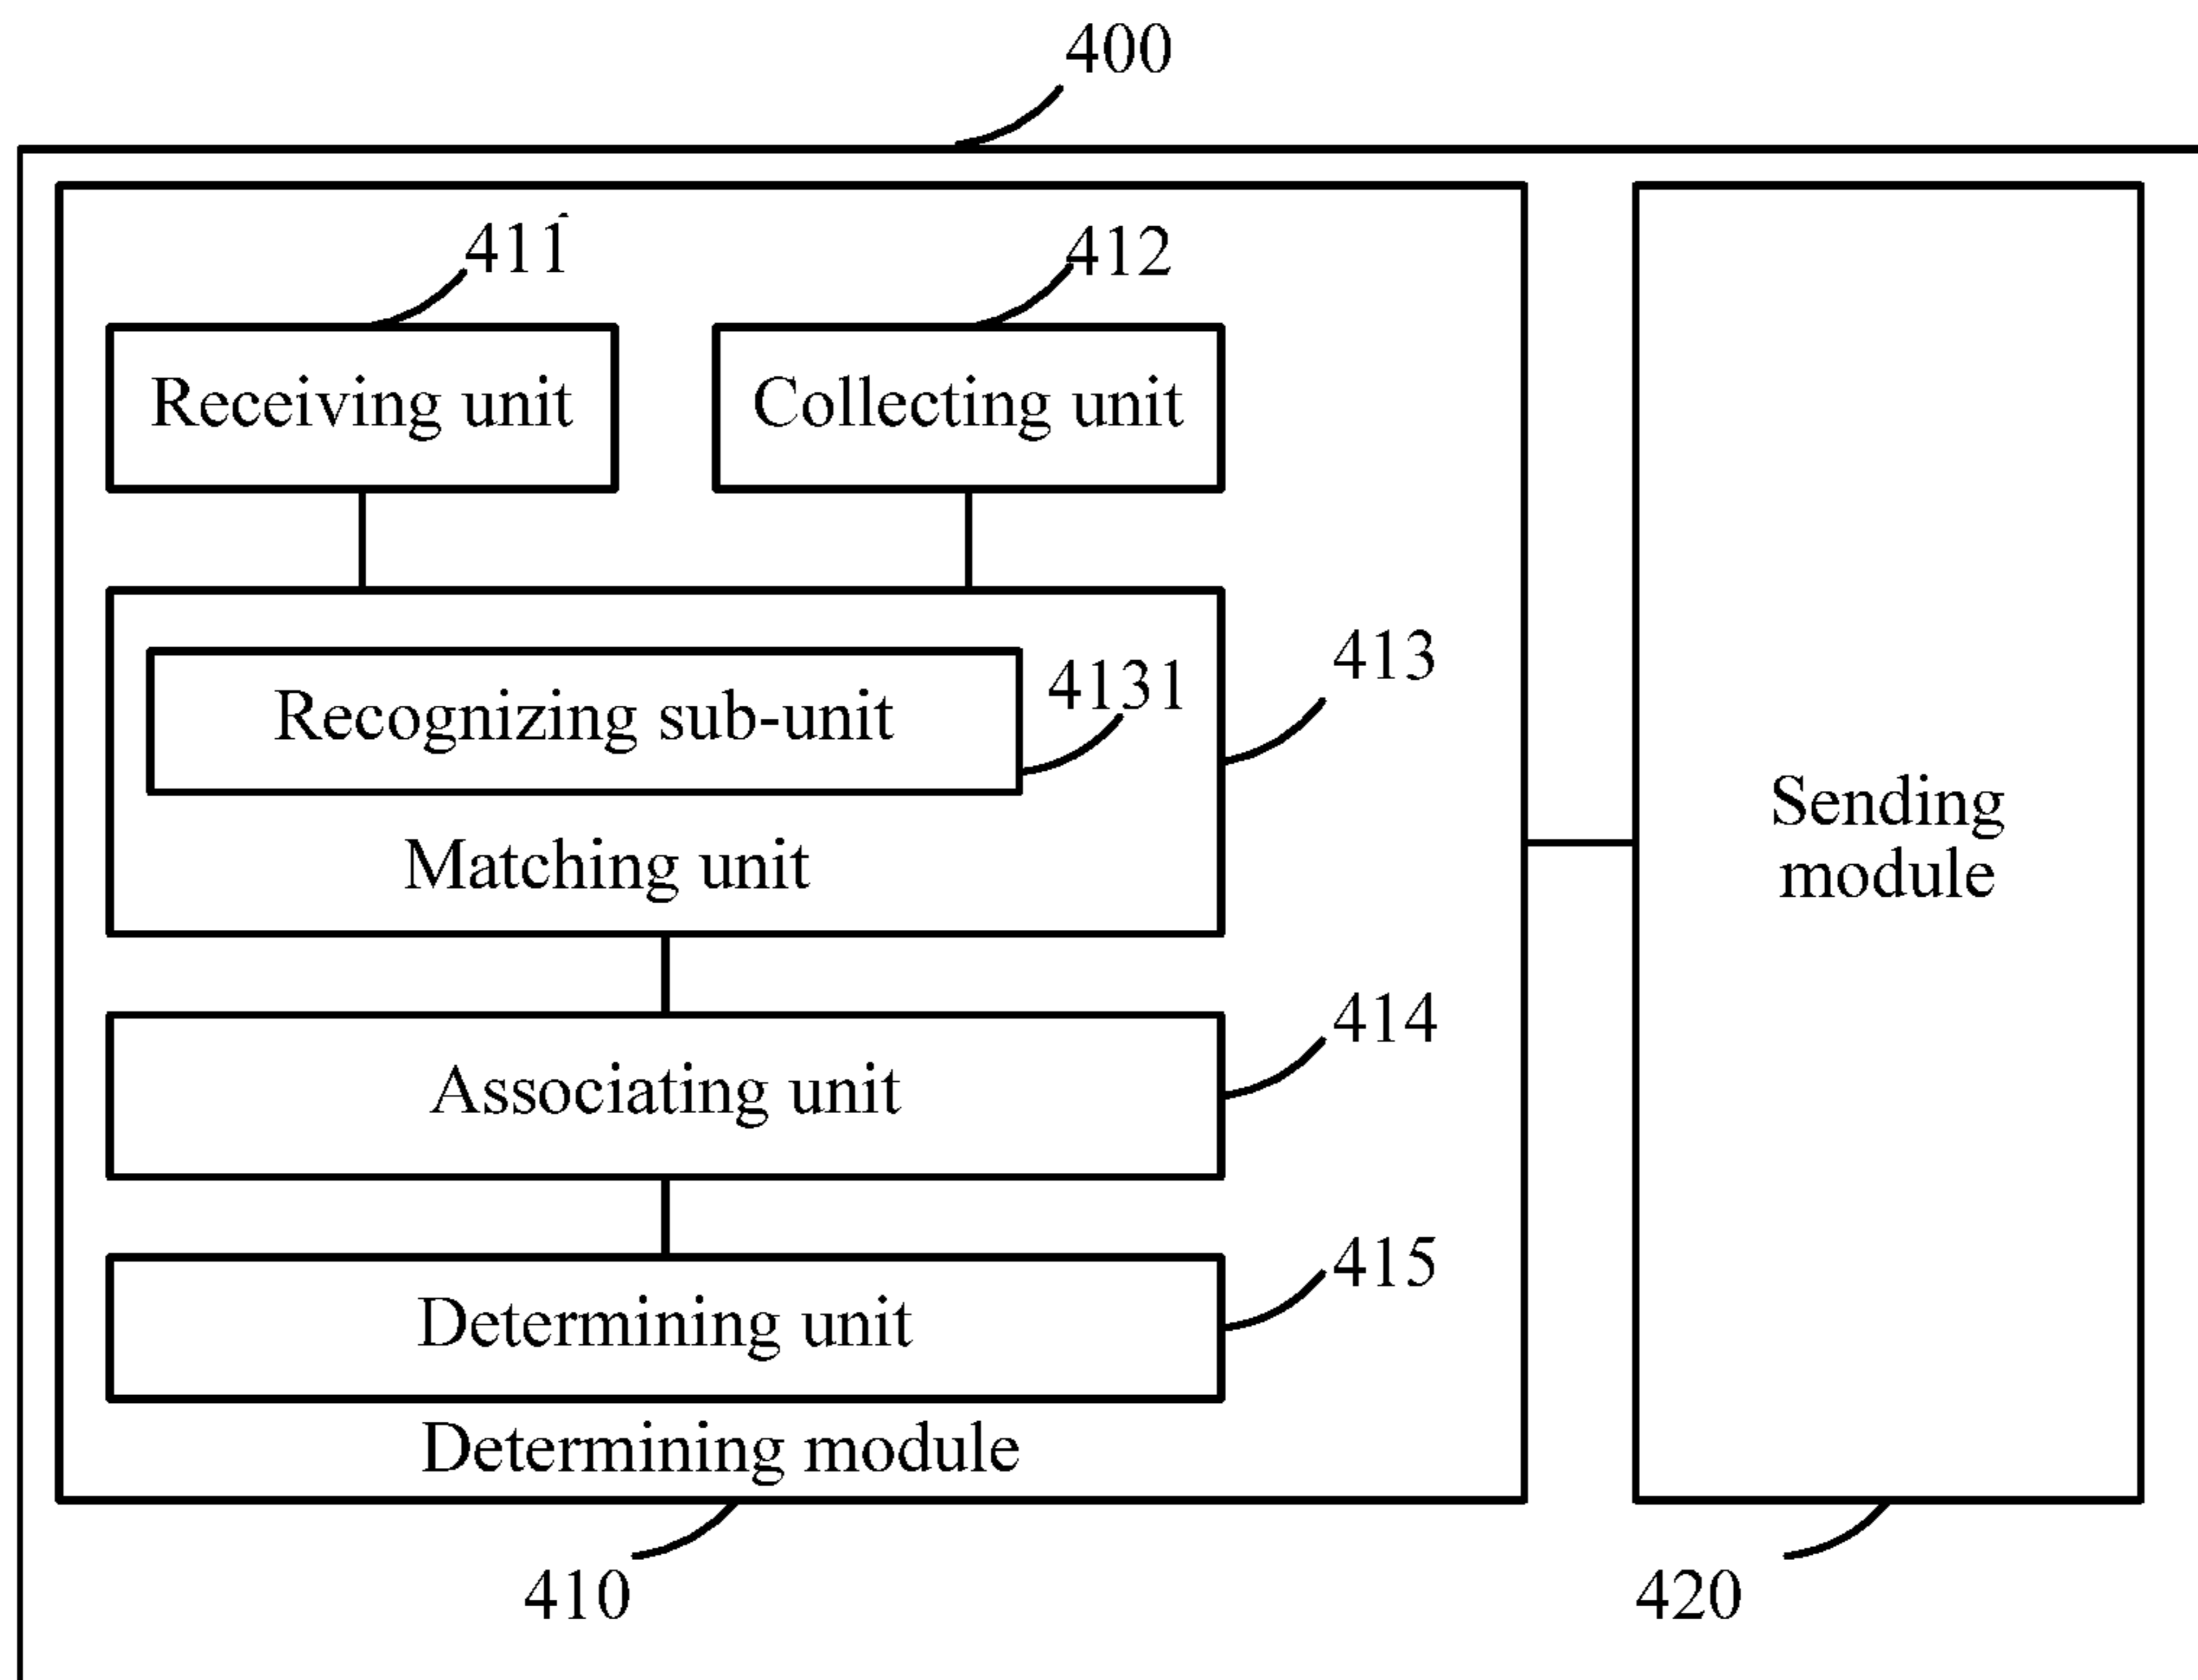 400
411
412
Receiving unit
Collecting unit
413
4131
Recognizing sub-unit
Matching unit
Sending
module
414
Associating unit
415
Determining unit
Determining module
410
420